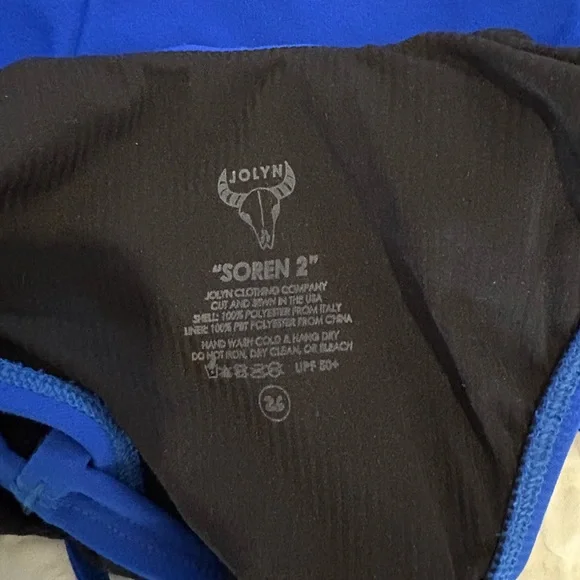 JOLYN
"SOREN 2"
JOLYN CLOTHING COMPANY
CUT AND SEWN IN THE USA
SHELL: 100% POLYESTER FROM ITALY
LINER: 100% PBT POLYESTER FROM CHINA
HAND WASH COLD & HANG DRY
DO NOT IRON, DRY CLEAN, OR BLEACH
UPF 50+
26